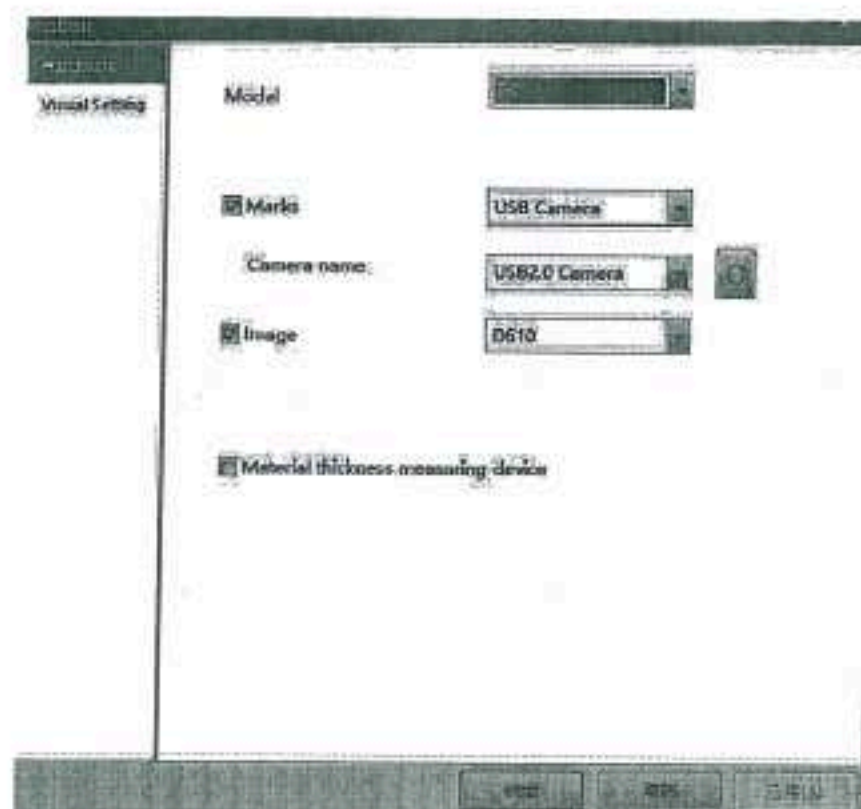 Visual Setting
Model
Marks
USB Camera
Camera name:
USB2.0 Camera
Image
D610
Material thickness measuring device